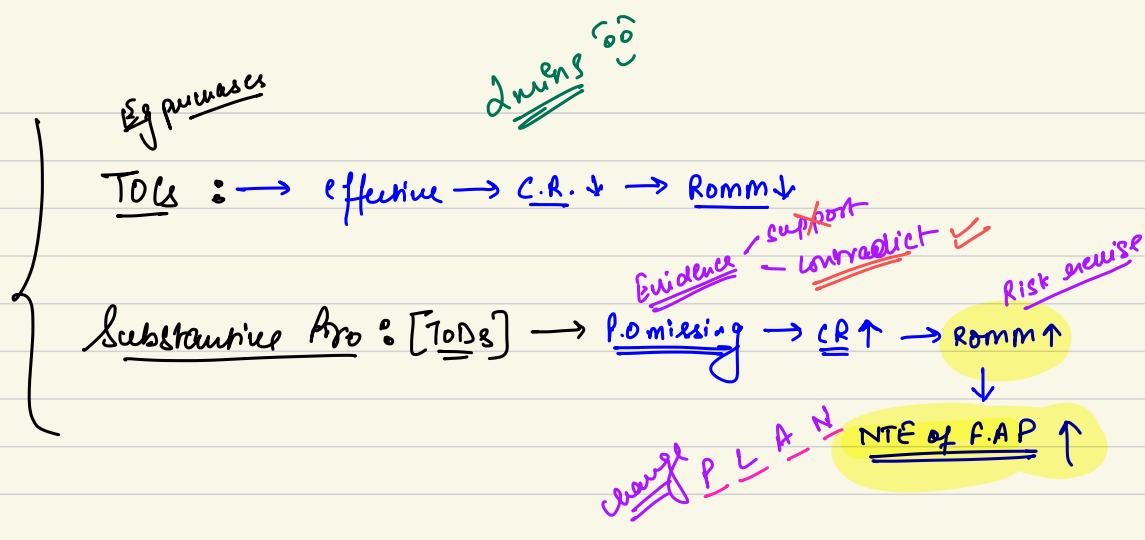 2 mins
Eg purchases
TOCs : → effective → C.R. ↓ → ROMM ↓
Evidence
support
contradict ✓
Risk revise
Substantive Pro : [TODs] → P.O missing → CR ↑ → ROMM ↑
↓
change P L A N
NTE of F.A P ↑